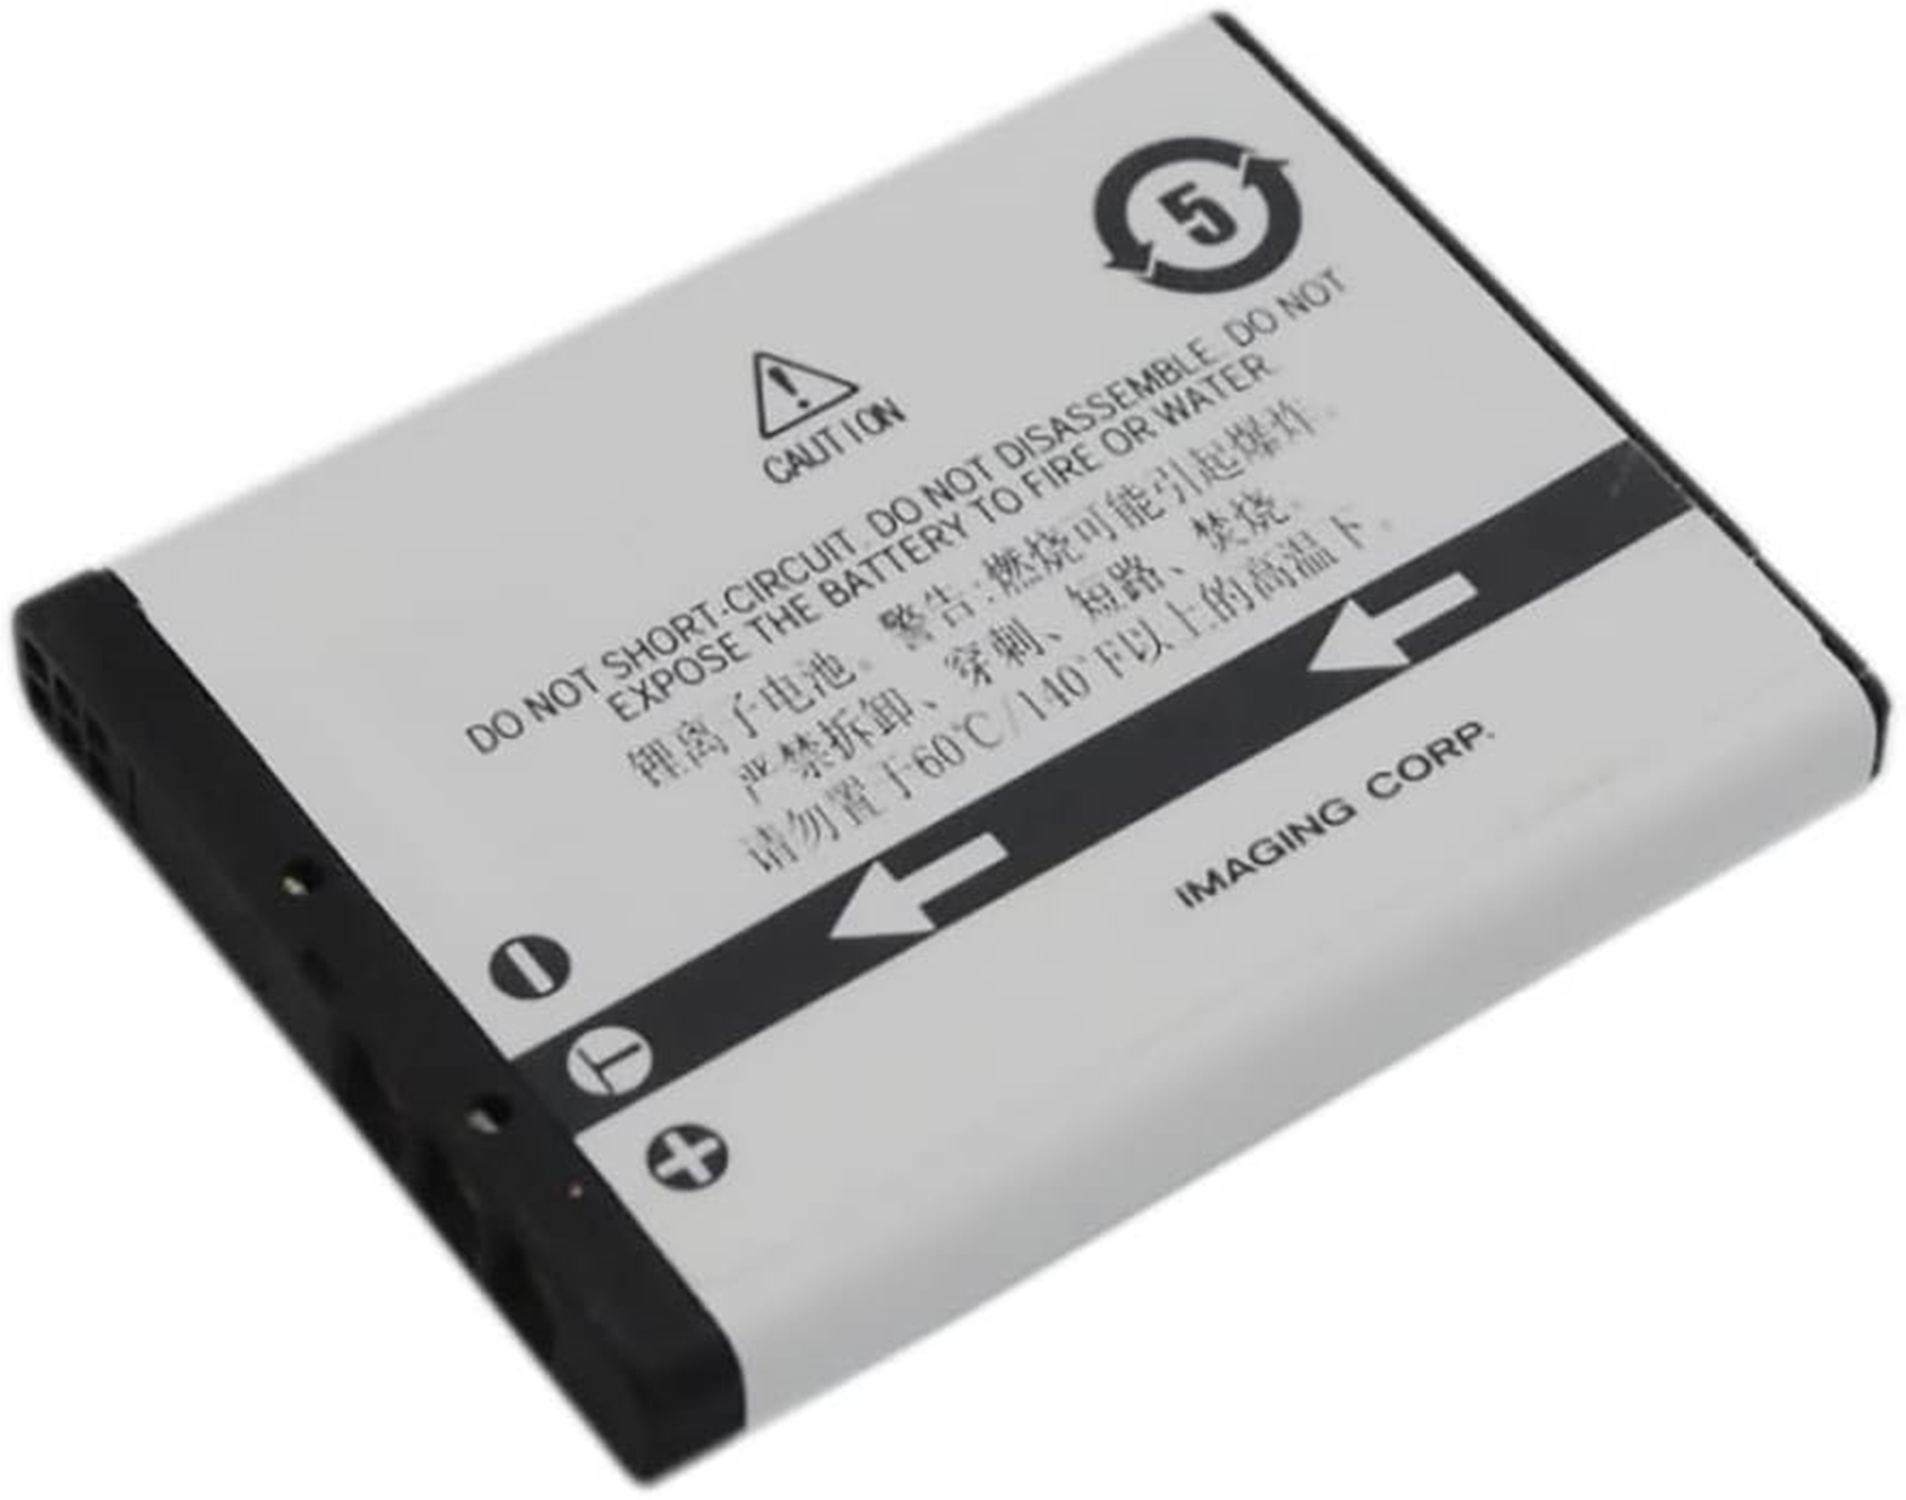 5
CAUTION
DO NOT SHORT-CIRCUIT. DO NOT DISASSEMBLE. DO NOT
EXPOSE THE BATTERY TO FIRE OR WATER.
锂离子电池。警告:燃烧可能引起爆炸。
严禁拆卸、穿刺、短路、焚烧。
请勿置于60℃/140°F以上的高温下。
IMAGING CORP.
T